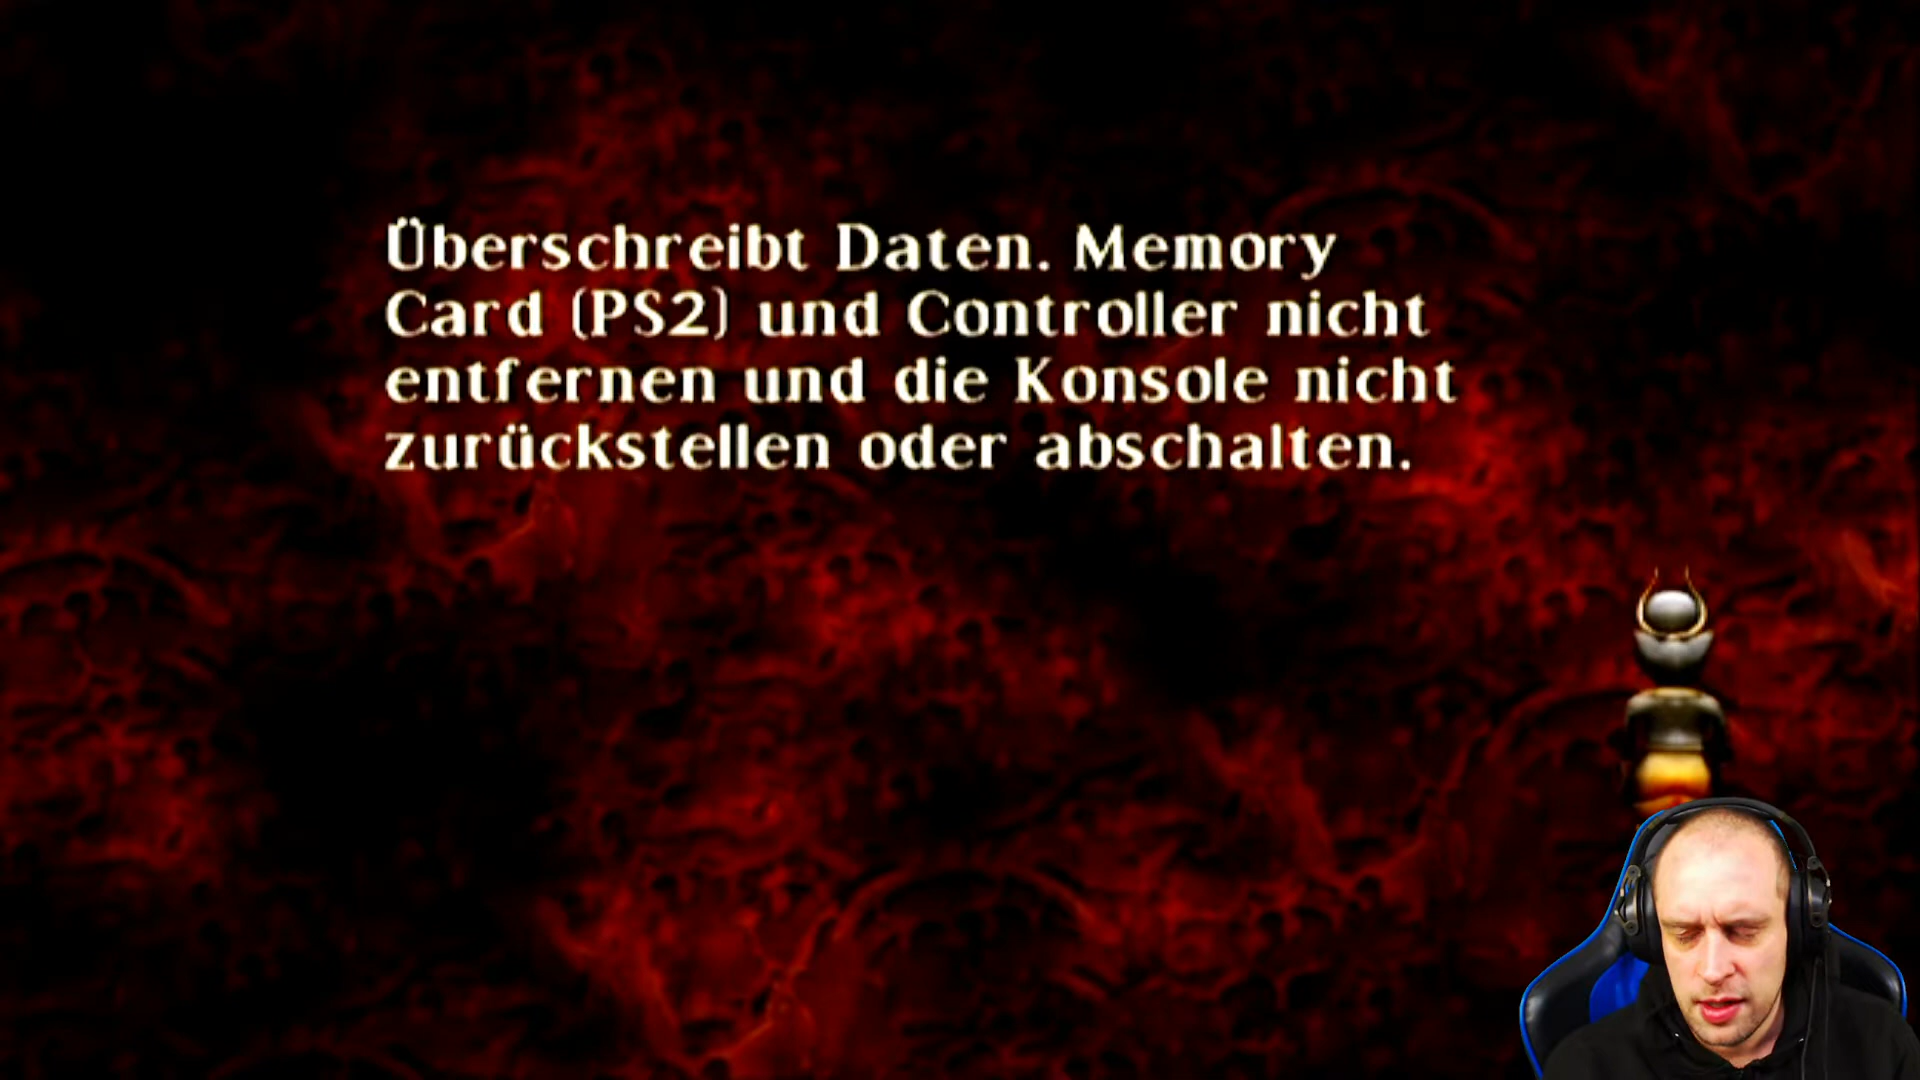 Überschreibt Daten. Memory
Card (PS2) und Controller nicht
entfernen und die Konsole nicht
zurückstellen oder abschalten.